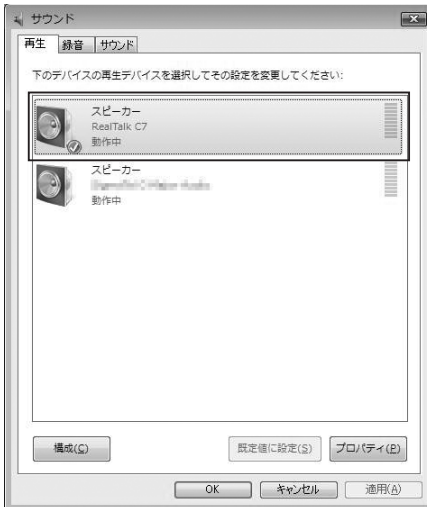 サウンド
再生 録音 サウンド
下のデバイスの再生デバイスを選択してその設定を変更してください:
スピーカー
RealTalk C7
動作中
スピーカー
動作中
構成(C) 既定値に設定(S) プロパティ(P)
OK キャンセル 適用(A)